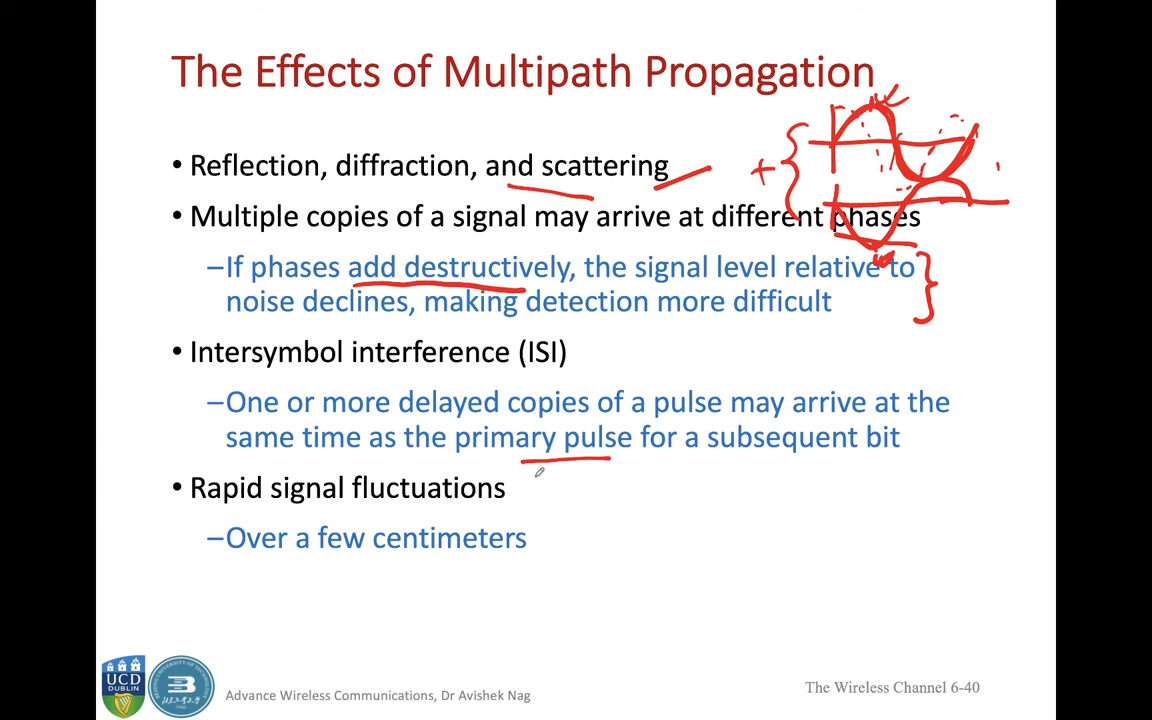 The Effects of Multipath Propagation
• Reflection, diffraction, and scattering
• Multiple copies of a signal may arrive at different phases
–If phases add destructively, the signal level relative to
noise declines, making detection more difficult
• Intersymbol interference (ISI)
–One or more delayed copies of a pulse may arrive at the
same time as the primary pulse for a subsequent bit
• Rapid signal fluctuations
–Over a few centimeters
UCD
DUBLIN
Advance Wireless Communications, Dr Avishek Nag
The Wireless Channel 6-40